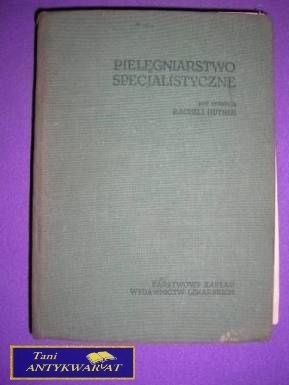 PIELĘGNIARSTWO
SPECJALISTYCZNE
pod redakcją
RACHELI HUTNER
PAŃSTWOWY ZAKŁAD
WYDAWNICTW LEKARSKICH
Tani
ANTYKWARIAT